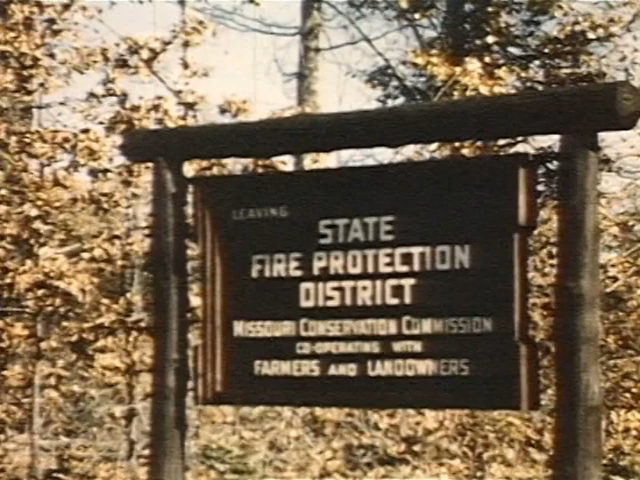 LEAVING
STATE
FIRE PROTECTION
DISTRICT
MISSOURI CONSERVATION COMMISSION
CO-OPERATING WITH
FARMERS AND LANDOWNERS